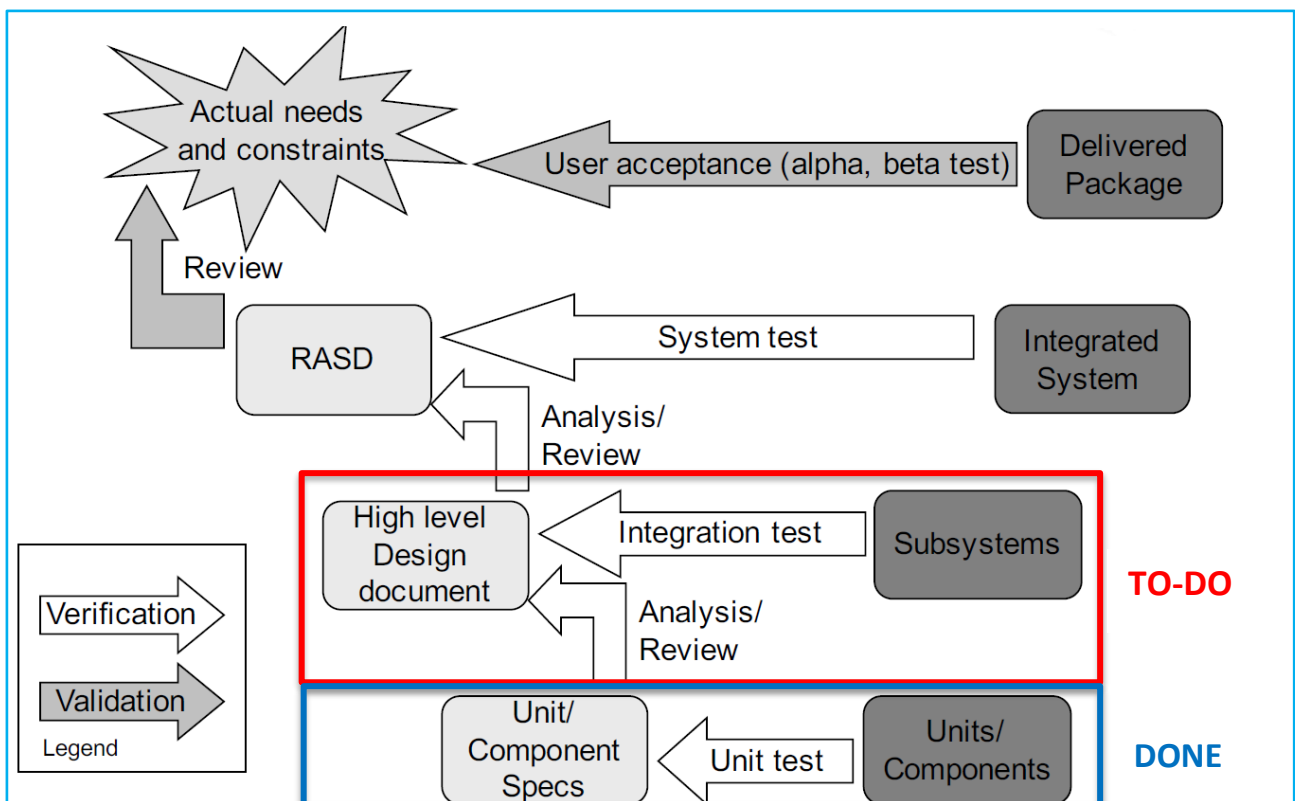 Actual needs
and constraints
User acceptance (alpha, beta test)
Delivered
Package
Review
RASD
System test
Integrated
System
Analysis/
Review
High level
Design
document
Integration test
Subsystems
TO-DO
Analysis/
Review
Verification
Validation
Legend
Unit/
Component
Specs
Unit test
Units/
Components
DONE